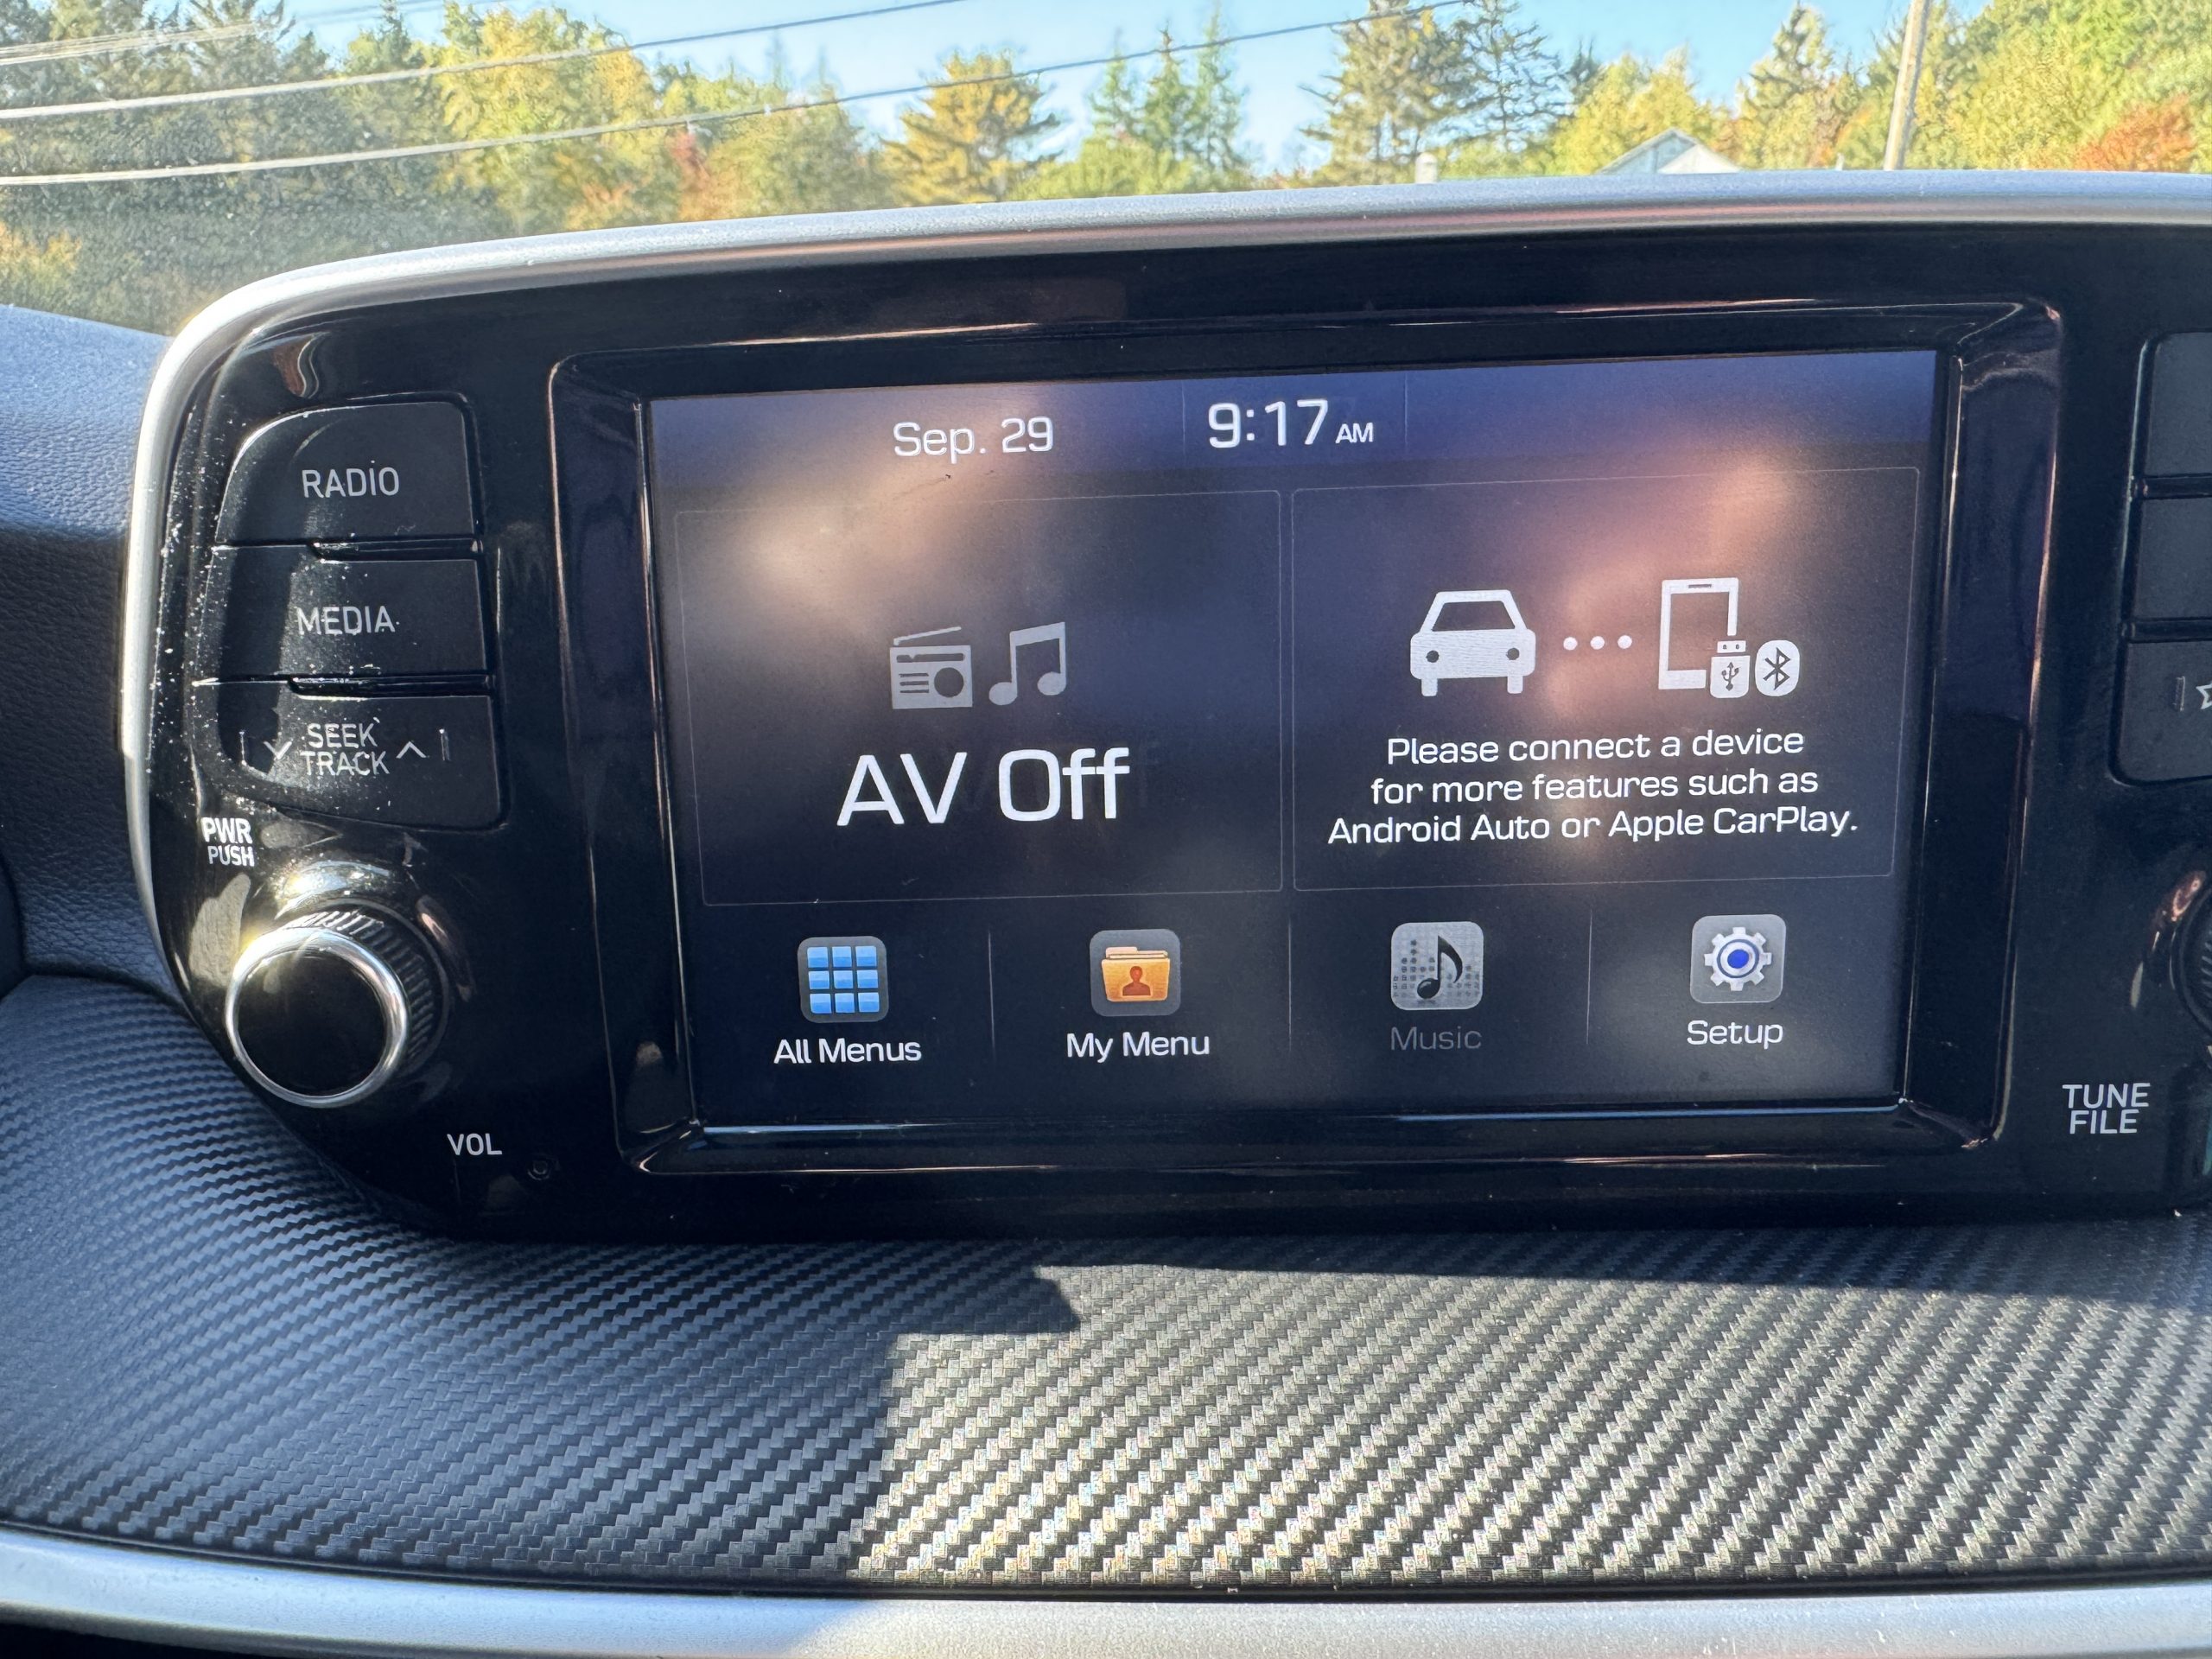 Sep. 29
9:17 AM
RADIO
MEDIA
SEEK
TRACK
PWR
PUSH
VOL
AV Off
Please connect a device
for more features such as
Android Auto or Apple CarPlay.
All Menus
My Menu
Music
Setup
TUNE
FILE